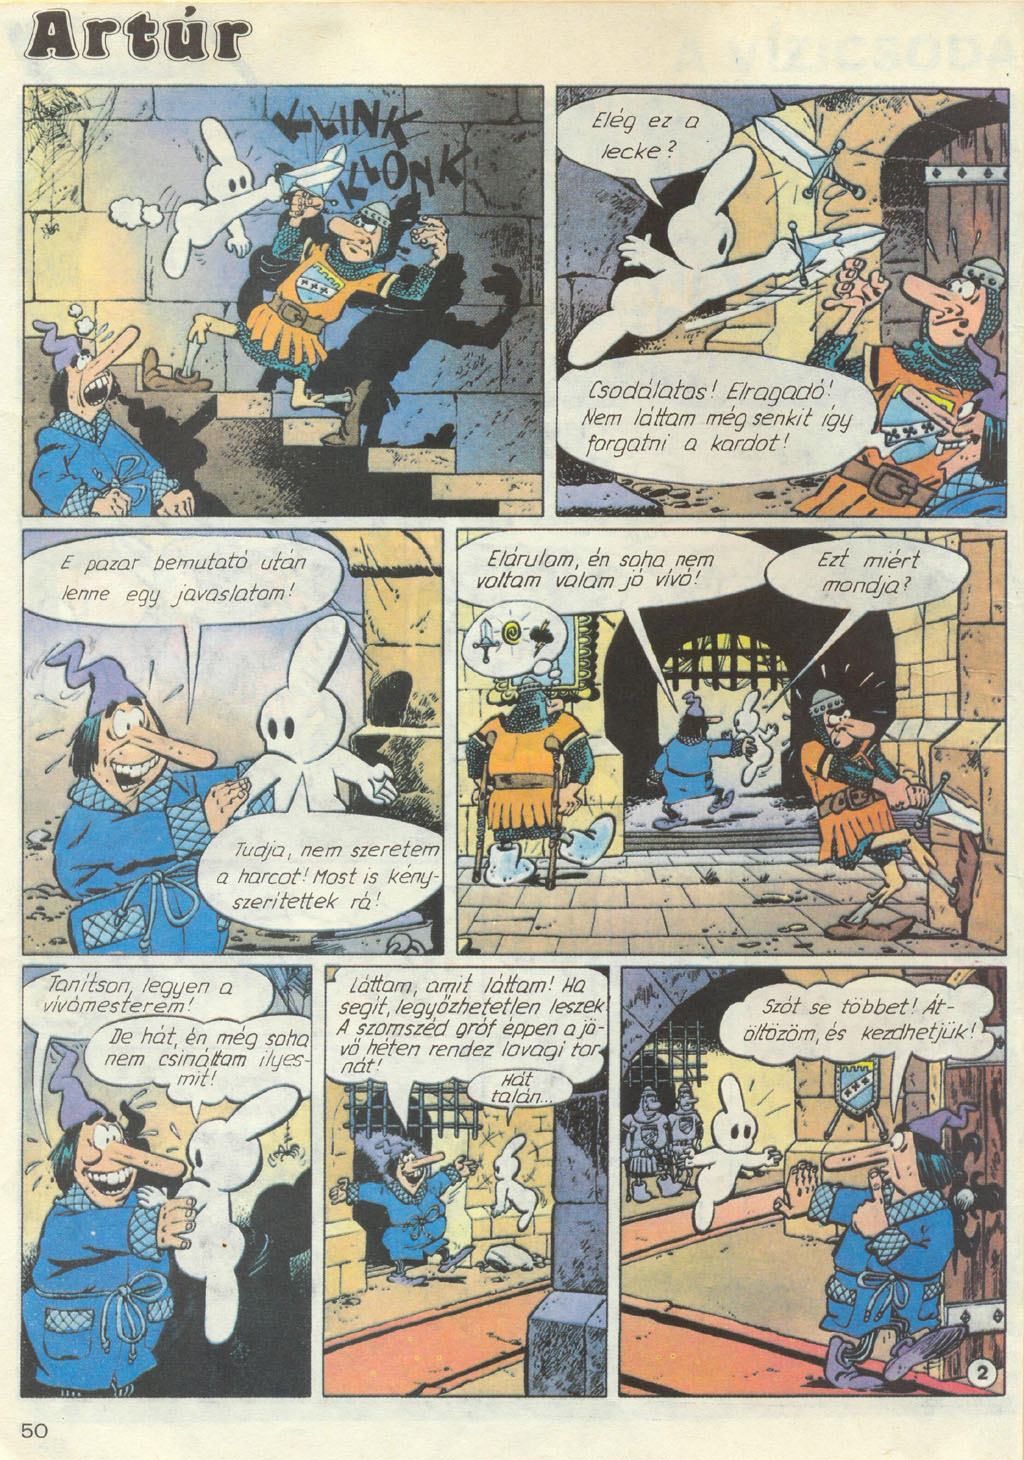 Artúr
KLINK
KLONK
Elég ez a
lecke?
Csodálatos! Elragadó!
Nem láttam még senkit így
forgatni a kardot!
E pazar bemutató után
lenne egy javaslatom!
Tudja, nem szeretem
a harcot! Most is kény-
szerítettek rá!
Elárulom, én soha nem
voltam valam jó vívó!
Ezt miért
mondja?
Tanítson, legyen a
vívómesterem!
De hát, én még soha
nem csináltam ilyes-
mit!
Láttam, amit láttam! Ha
segít, legyőzhetetlen leszek
A szomszéd gróf éppen a jö-
vő héten rendez lovagi tor
nát!
Hát
talán...
Szót se többet! Át-
öltözöm, és kezdhetjük!
2
50